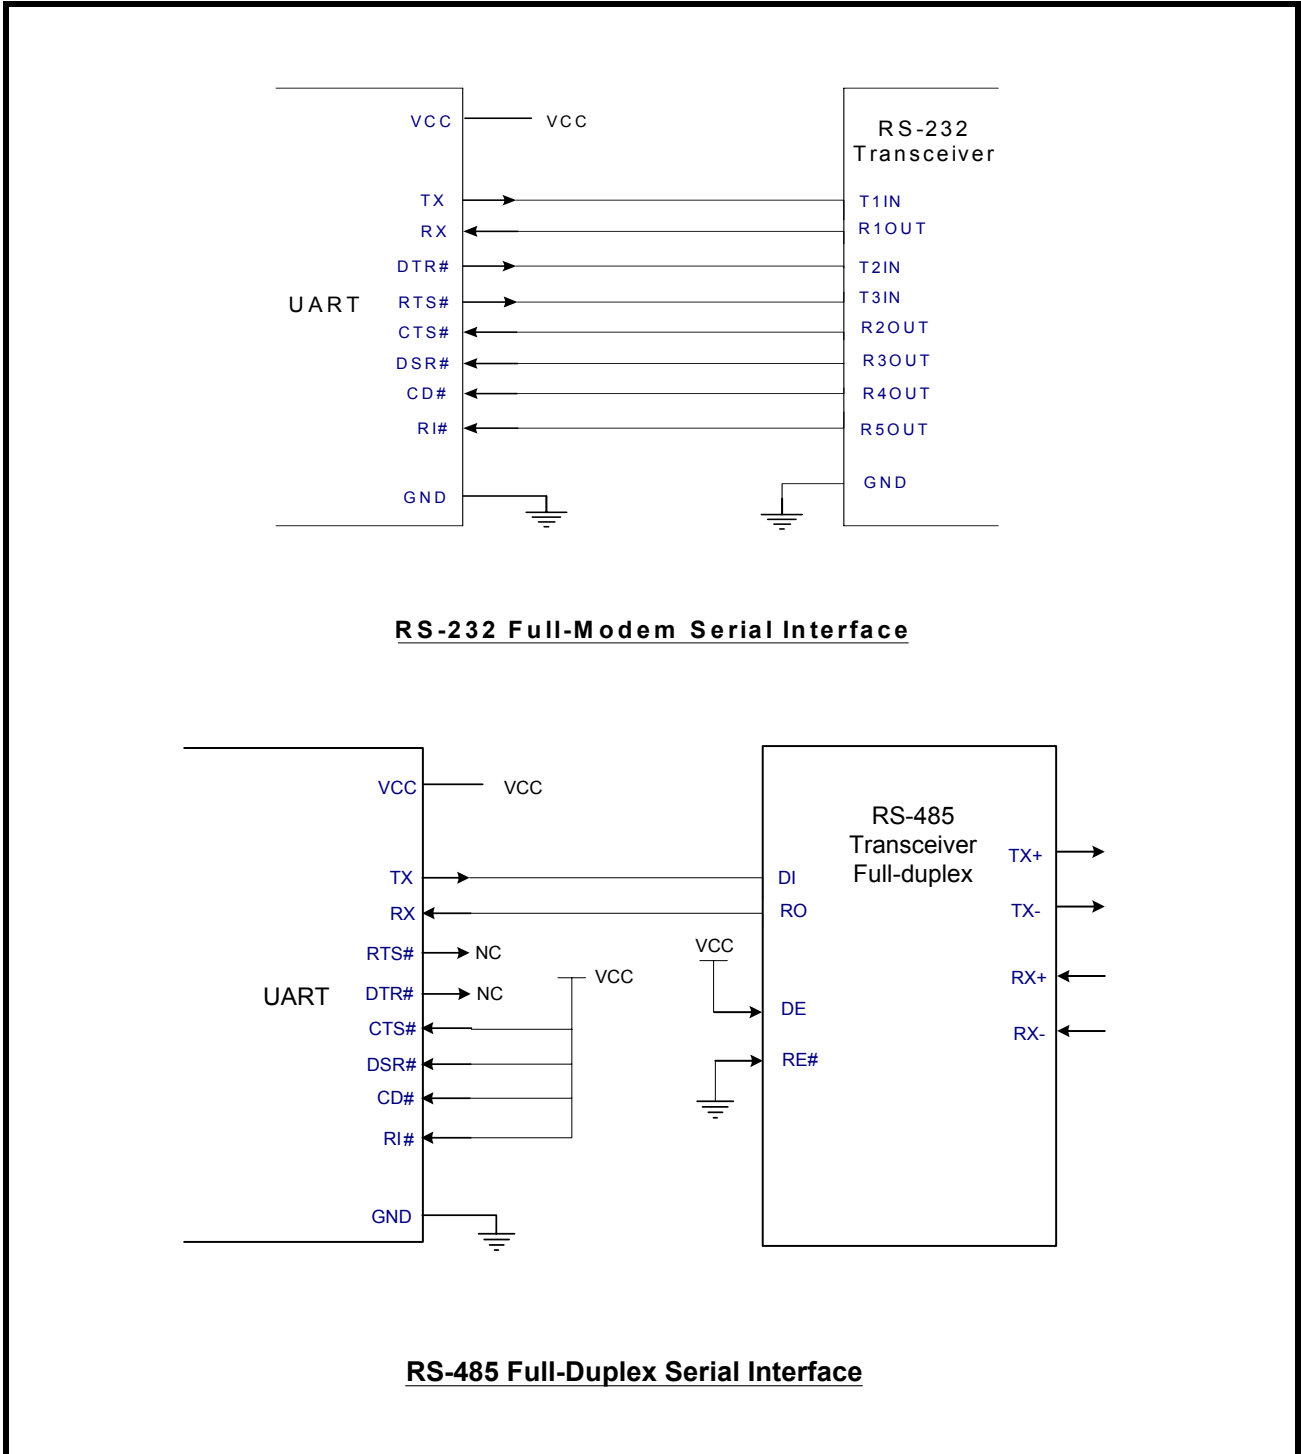 VCC VCC
RS-232
Transceiver
TX T1IN
RX R1OUT
DTR# T2IN
UART RTS# T3IN
CTS# R2OUT
DSR# R3OUT
CD# R4OUT
RI# R5OUT
GND GND
RS-232 Full-Modem Serial Interface
VCC VCC
RS-485
Transceiver
Full-duplex
TX+
TX DI
RX RO TX-
VCC
RTS# NC
VCC RX+
UART DTR# NC
DE
CTS# RX-
DSR# RE#
CD#
RI#
GND
RS-485 Full-Duplex Serial Interface